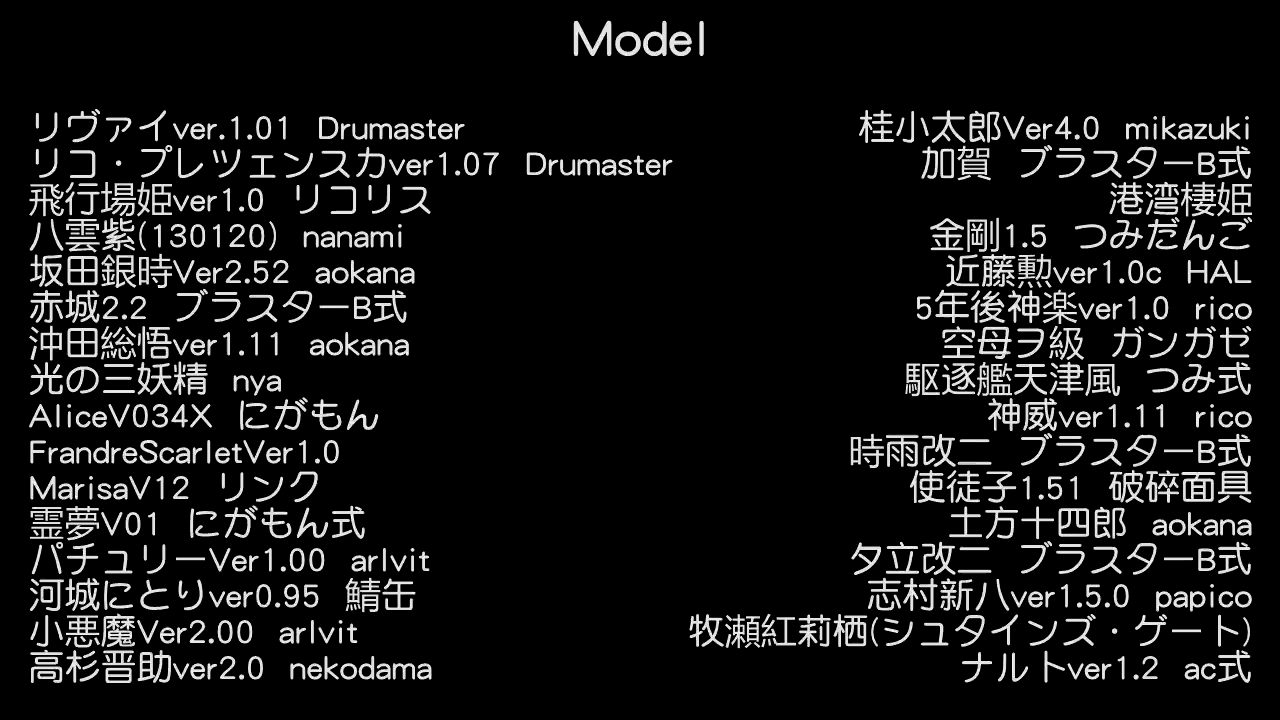 Model
リヴァイver.1.01 Drumaster
リコ・プレツェンスカver1.07 Drumaster
飛行場姫ver1.0 リコリス
八雲紫(130120) nanami
坂田銀時Ver2.52 aokana
赤城2.2 ブラスターB式
沖田総悟ver1.11 aokana
光の三妖精 nya
AliceV034X にがもん
FrandreScarletVer1.0
MarisaV12 リンク
霊夢V01 にがもん式
パチュリーVer1.00 arlvit
河城にとりver0.95 鯖缶
小悪魔Ver2.00 arlvit
高杉晋助ver2.0 nekodama
桂小太郎Ver4.0 mikazuki
加賀 ブラスターB式
港湾棲姫
金剛1.5 つみだんご
近藤勲ver1.0c HAL
5年後神楽ver1.0 rico
空母ヲ級 ガンガゼ
駆逐艦天津風 つみ式
神威ver1.11 rico
時雨改二 ブラスターB式
使徒子1.51 破砕面具
土方十四郎 aokana
夕立改二 ブラスターB式
志村新八ver1.5.0 papico
牧瀬紅莉栖(シュタインズ・ゲート)
ナルトver1.2 ac式